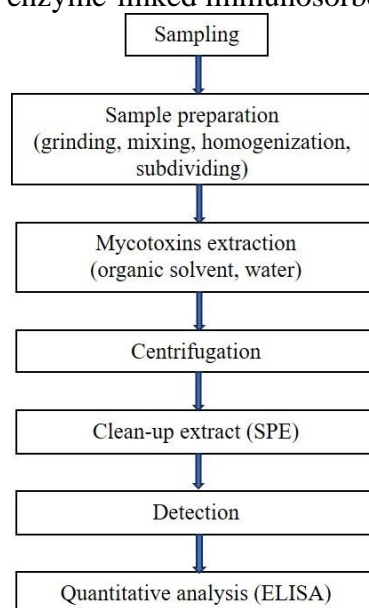 enzyme-linked immunosorbe
Sampling
Sample preparation
(grinding, mixing, homogenization,
subdividing)
Mycotoxins extraction
(organic solvent, water)
Centrifugation
Clean-up extract (SPE)
Detection
Quantitative analysis (ELISA)